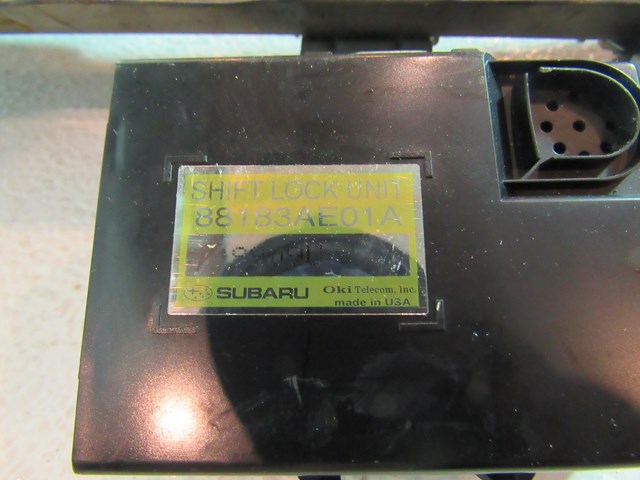 SHIFT LOCK UNIT
88183AE01A
SUBARU Oki Telecom, Inc.
made in USA